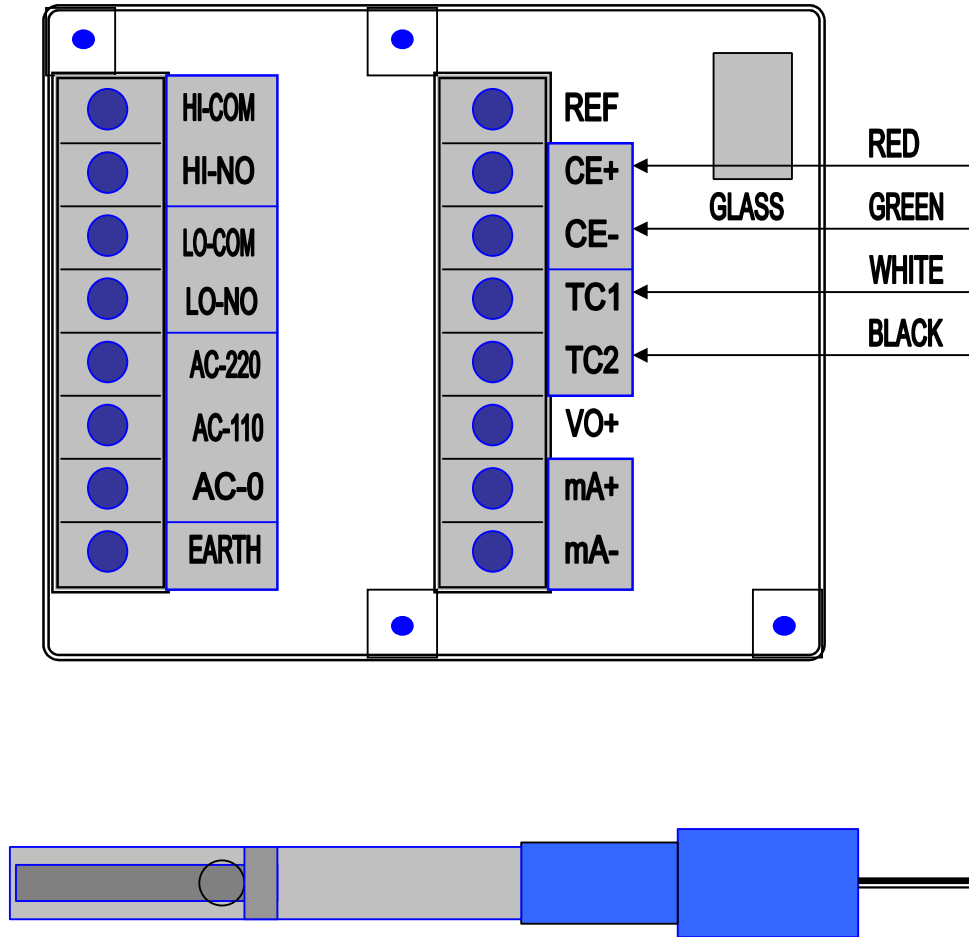 HI-COM
HI-NO
LO-COM
LO-NO
AC-220
AC-110
AC-0
EARTH
REF
CE+
CE-
TC1
TC2
VO+
mA+
mA-
GLASS
RED
GREEN
WHITE
BLACK